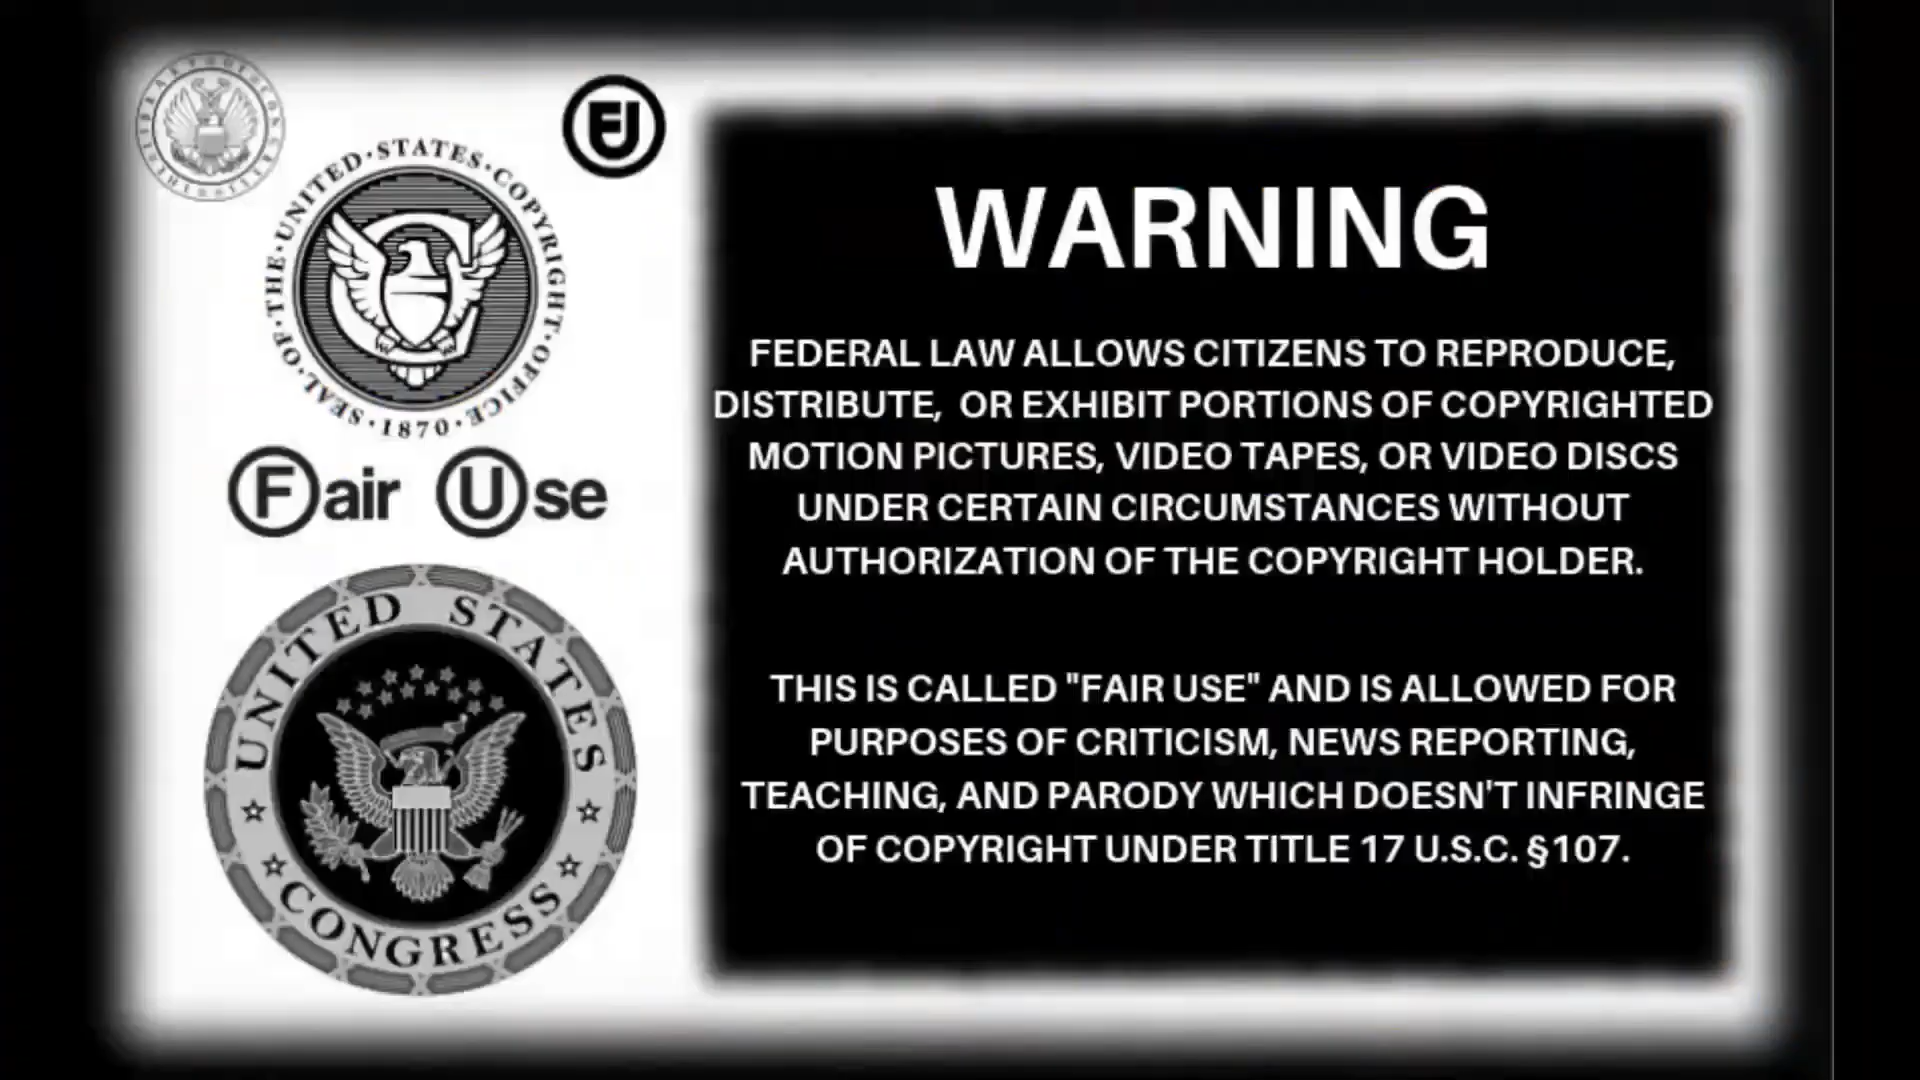 THE·UNITED·STATES·COPYRIGHT·OFFICE·1870·SEAL·OF·
FU
Fair Use
UNITED STATES
CONGRESS
WARNING
FEDERAL LAW ALLOWS CITIZENS TO REPRODUCE,
DISTRIBUTE, OR EXHIBIT PORTIONS OF COPYRIGHTED
MOTION PICTURES, VIDEO TAPES, OR VIDEO DISCS
UNDER CERTAIN CIRCUMSTANCES WITHOUT
AUTHORIZATION OF THE COPYRIGHT HOLDER.
THIS IS CALLED "FAIR USE" AND IS ALLOWED FOR
PURPOSES OF CRITICISM, NEWS REPORTING,
TEACHING, AND PARODY WHICH DOESN'T INFRINGE
OF COPYRIGHT UNDER TITLE 17 U.S.C. §107.